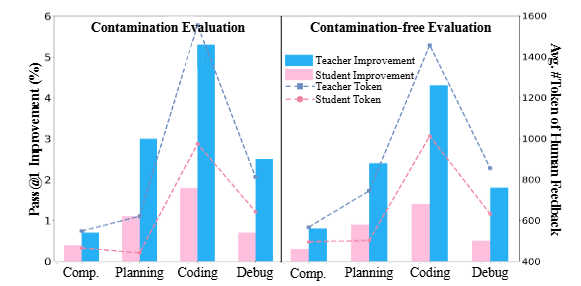 Contamination Evaluation
Contamination-free Evaluation
Pass@1 Improvement (%)
6
5
4
3
2
1
0
Teacher Improvement
Student Improvement
Teacher Token
Student Token
1600
1400
1200
1000
800
600
400
Avg. #Token of Human Feedback
Comp. Planning Coding Debug
Comp. Planning Coding Debug